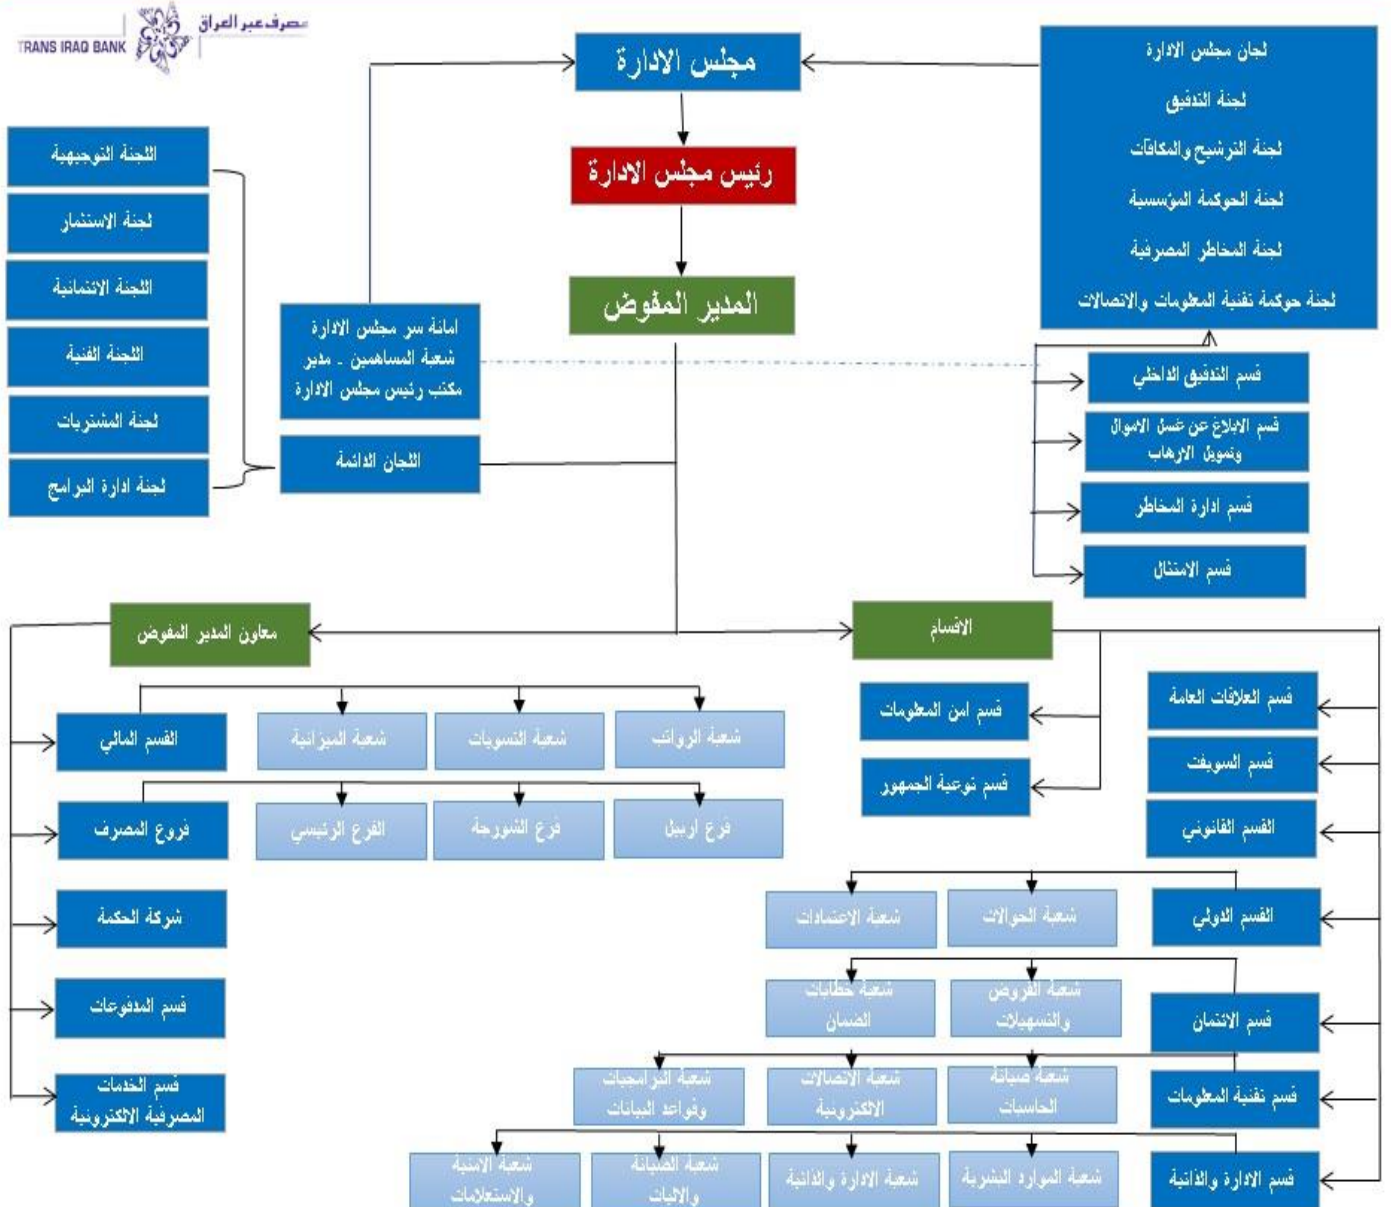 مصرف عبر العراق
TRANS IRAQ BANK
مجلس الادارة
رئيس مجلس الادارة
المدير المفوض
لجان مجلس الادارة
لجنة التدقيق
لجنة الترشيح والمكافآت
لجنة الحوكمة المؤسسية
لجنة المخاطر المصرفية
لجنة حوكمة تقنية المعلومات والاتصالات
اللجنة التوجيهية
لجنة الاستثمار
اللجنة الائتمانية
اللجنة الفنية
لجنة المشتريات
لجنة ادارة البرامج
امانة سر مجلس الادارة
شعبة المساهمين - مدير
مكتب رئيس مجلس الادارة
اللجان الدائمة
قسم التدقيق الداخلي
قسم الابلاغ عن غسل الاموال
وتمويل الارهاب
قسم ادارة المخاطر
قسم الامتثال
الاقسام
معاون المدير المفوض
قسم العلاقات العامة
قسم السويفت
القسم القانوني
قسم امن المعلومات
قسم توعية الجمهور
القسم الدولي
شعبة الحوالات
شعبة الاعتمادات
قسم الائتمان
شعبة القروض
والتسهيلات
شعبة خطابات
الضمان
قسم تقنية المعلومات
شعبة صيانة
الحاسبات
شعبة الاتصالات
الالكترونية
شعبة البرامجيات
وقواعد البيانات
قسم الادارة والذاتية
شعبة الموارد البشرية
شعبة الادارة والذاتية
شعبة الصيانة
والاليات
شعبة الامنية
والاستعلامات
القسم المالي
شعبة الرواتب
شعبة التسويات
شعبة الميزانية
فروع المصرف
فرع اربيل
فرع الشورجة
الفرع الرئيسي
شركة الحكمة
قسم المدفوعات
قسم الخدمات
المصرفية الالكترونية